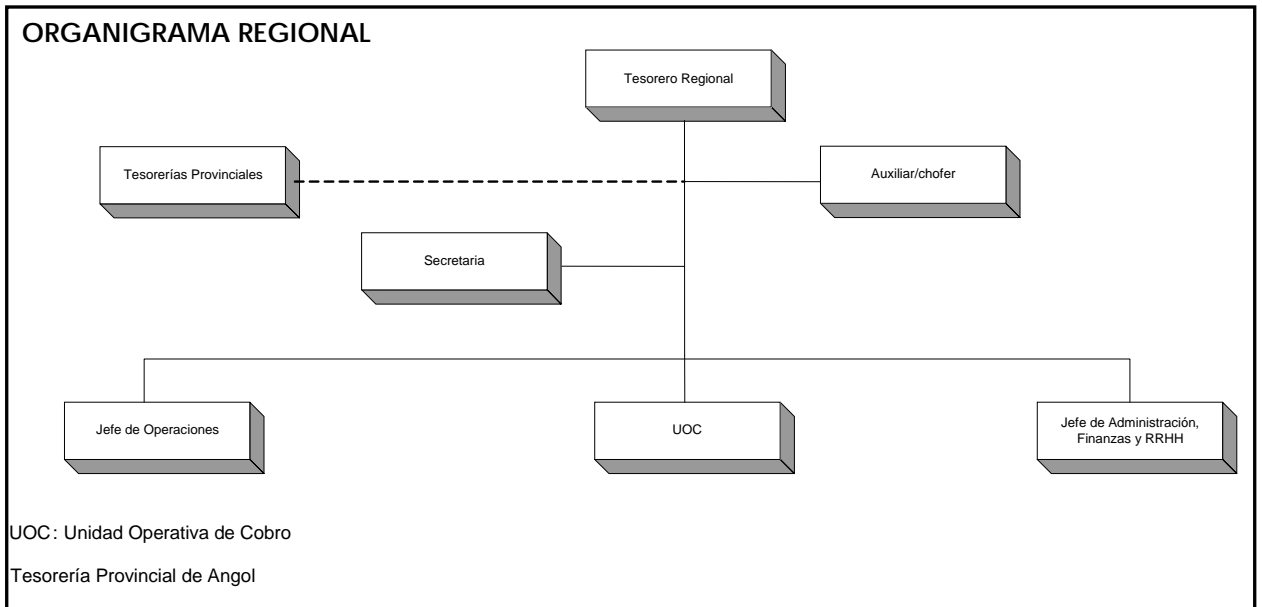 ORGANIGRAMA REGIONAL
Tesorero Regional
Tesorerías Provinciales
Auxiliar/chofer
Secretaria
Jefe de Operaciones
UOC
Jefe de Administración,
Finanzas y RRHH
UOC: Unidad Operativa de Cobro
Tesorería Provincial de Angol